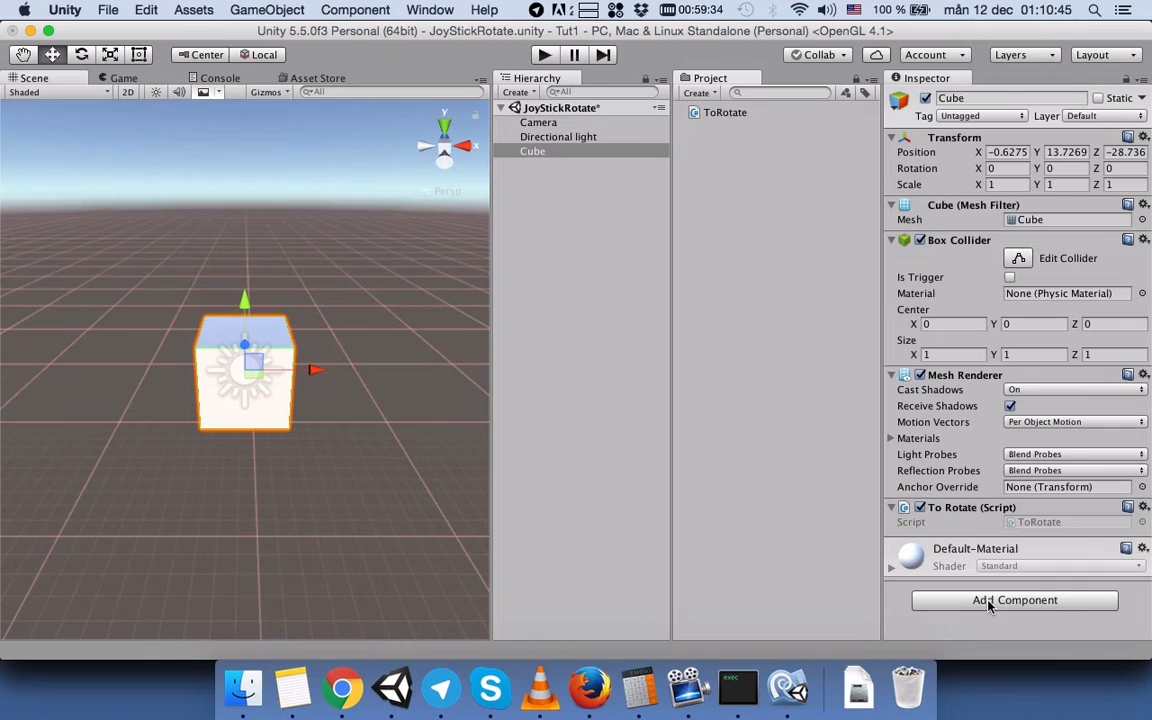 Unity File Edit Assets GameObject Component Window Help 00:59:34 100 % mån 12 dec 01:10:45
Unity 5.5.0f3 Personal (64bit) - JoyStickRotate.unity - Tut1 - PC, Mac & Linux Standalone (Personal) <OpenGL 4.1>
Center Local Collab Account Layers Layout
Scene Game Console Asset Store Hierarchy Project Inspector
Shaded 2D Gizmos All Create All Create
Cube Static
Tag Untagged Layer Default
JoyStickRotate*
Camera
Directional light
Cube
ToRotate
y
x
Persp
Transform
Position X -0.6275 Y 13.7269 Z -28.736
Rotation X 0 Y 0 Z 0
Scale X 1 Y 1 Z 1
Cube (Mesh Filter)
Mesh Cube
Box Collider
Edit Collider
Is Trigger
Material None (Physic Material)
Center
X 0 Y 0 Z 0
Size
X 1 Y 1 Z 1
Mesh Renderer
Cast Shadows On
Receive Shadows
Motion Vectors Per Object Motion
Materials
Light Probes Blend Probes
Reflection Probes Blend Probes
Anchor Override None (Transform)
To Rotate (Script)
Script ToRotate
Default-Material
Shader Standard
Add Component
exec